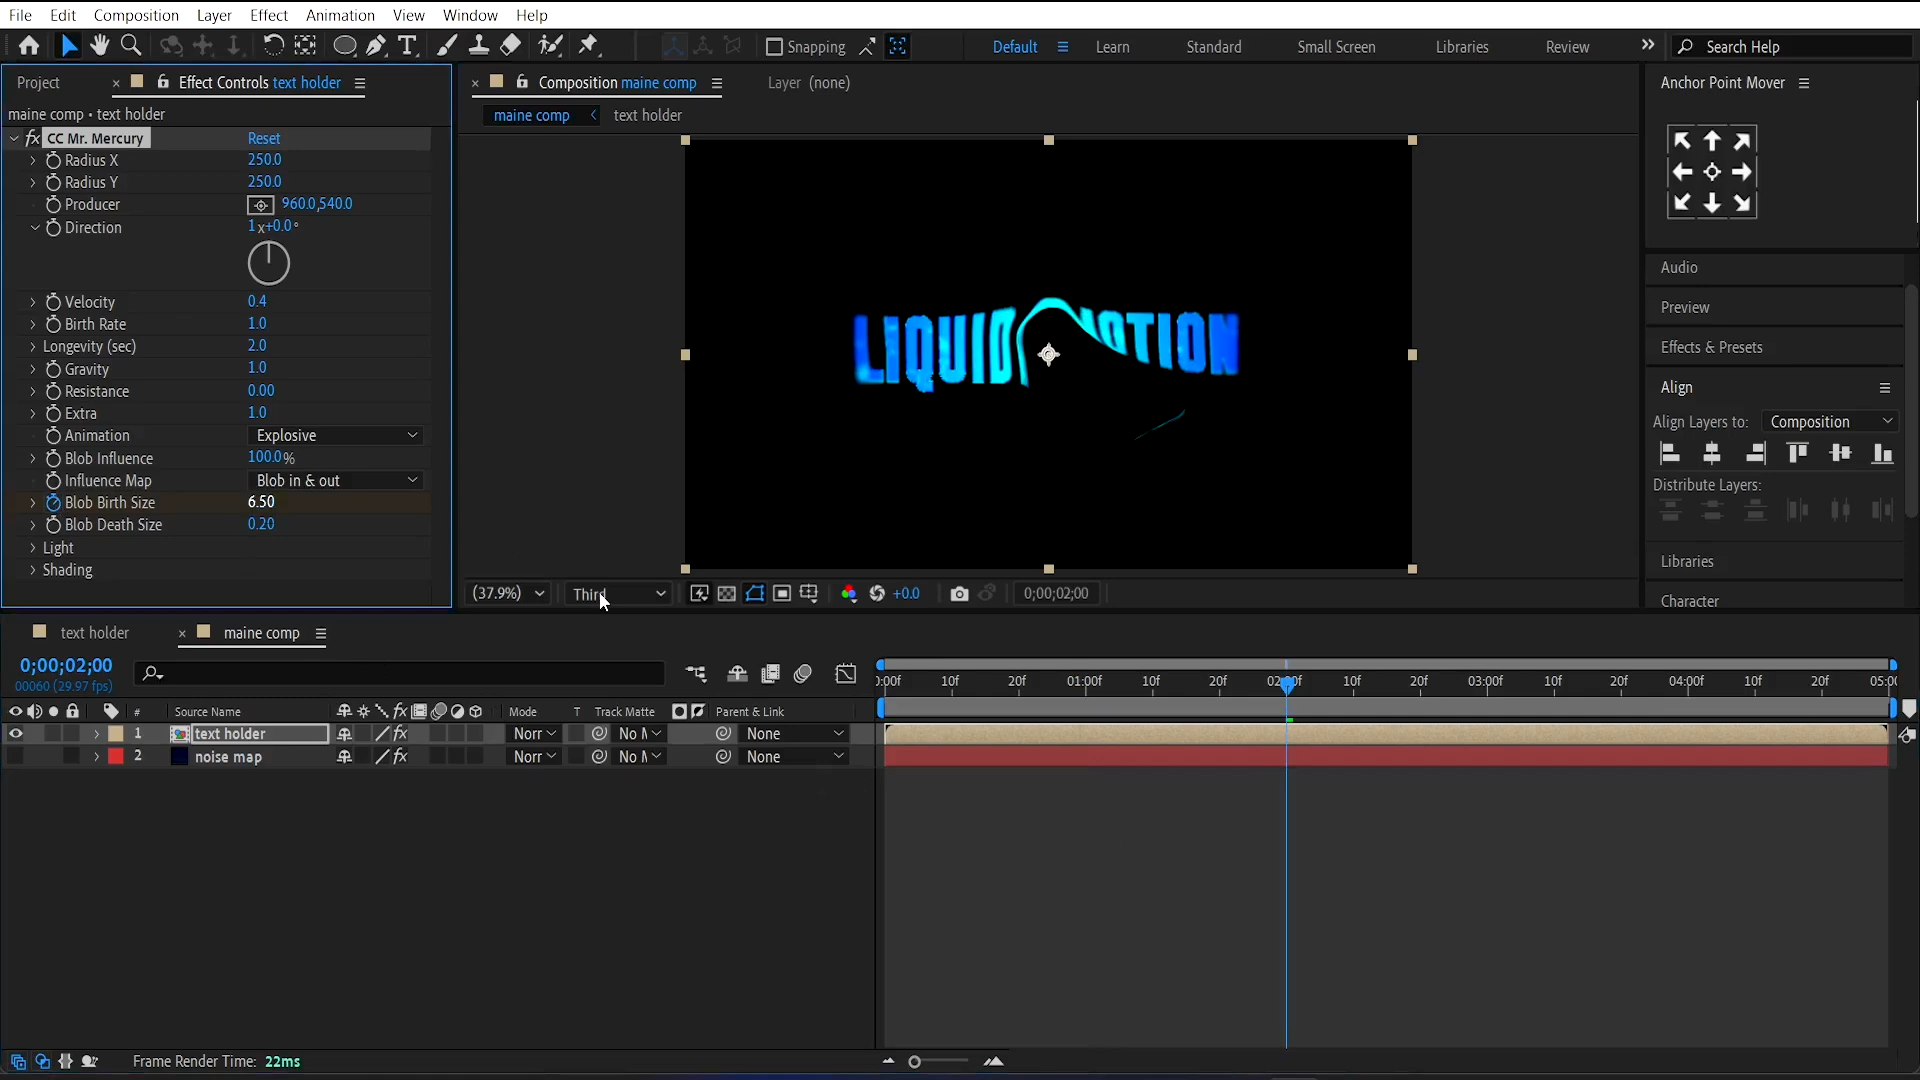 File Edit Composition Layer Effect Animation View Window Help
Snapping Default Learn Standard Small Screen Libraries Review Search Help
Project Effect Controls text holder
maine comp • text holder
fx CC Mr. Mercury Reset
Radius X 250.0
Radius Y 250.0
Producer 960.0,540.0
Direction 1x+0.0°
Velocity 0.4
Birth Rate 1.0
Longevity (sec) 2.0
Gravity 1.0
Resistance 0.00
Extra 1.0
Animation Explosive
Blob Influence 100.0%
Influence Map Blob in & out
Blob Birth Size 6.50
Blob Death Size 0.20
Light
Shading
Composition maine comp Layer (none)
maine comp text holder
LIQUID MOTION
(37.9%) Third +0.0 0;00;02;00
Anchor Point Mover
Audio
Preview
Effects & Presets
Align
Align Layers to: Composition
Distribute Layers:
Libraries
Character
text holder maine comp
0;00;02;00
00060 (29.97 fps)
:00f 10f 20f 01:00f 10f 20f 02:00f 10f 20f 03:00f 10f 20f 04:00f 10f 20f 05:00
# Source Name fx Mode T Track Matte Parent & Link
1 text holder fx Norr No M None
2 noise map fx Norr No M None
Frame Render Time: 22ms